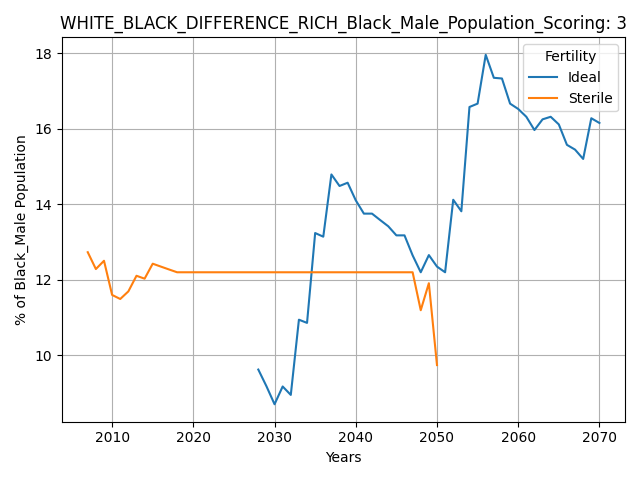 WHITE_BLACK_DIFFERENCE_RICH_Black_Male_Population_Scoring: 3
Fertility
Ideal
Sterile
% of Black_Male Population
18
16
14
12
10
2010 2020 2030 2040 2050 2060 2070
Years